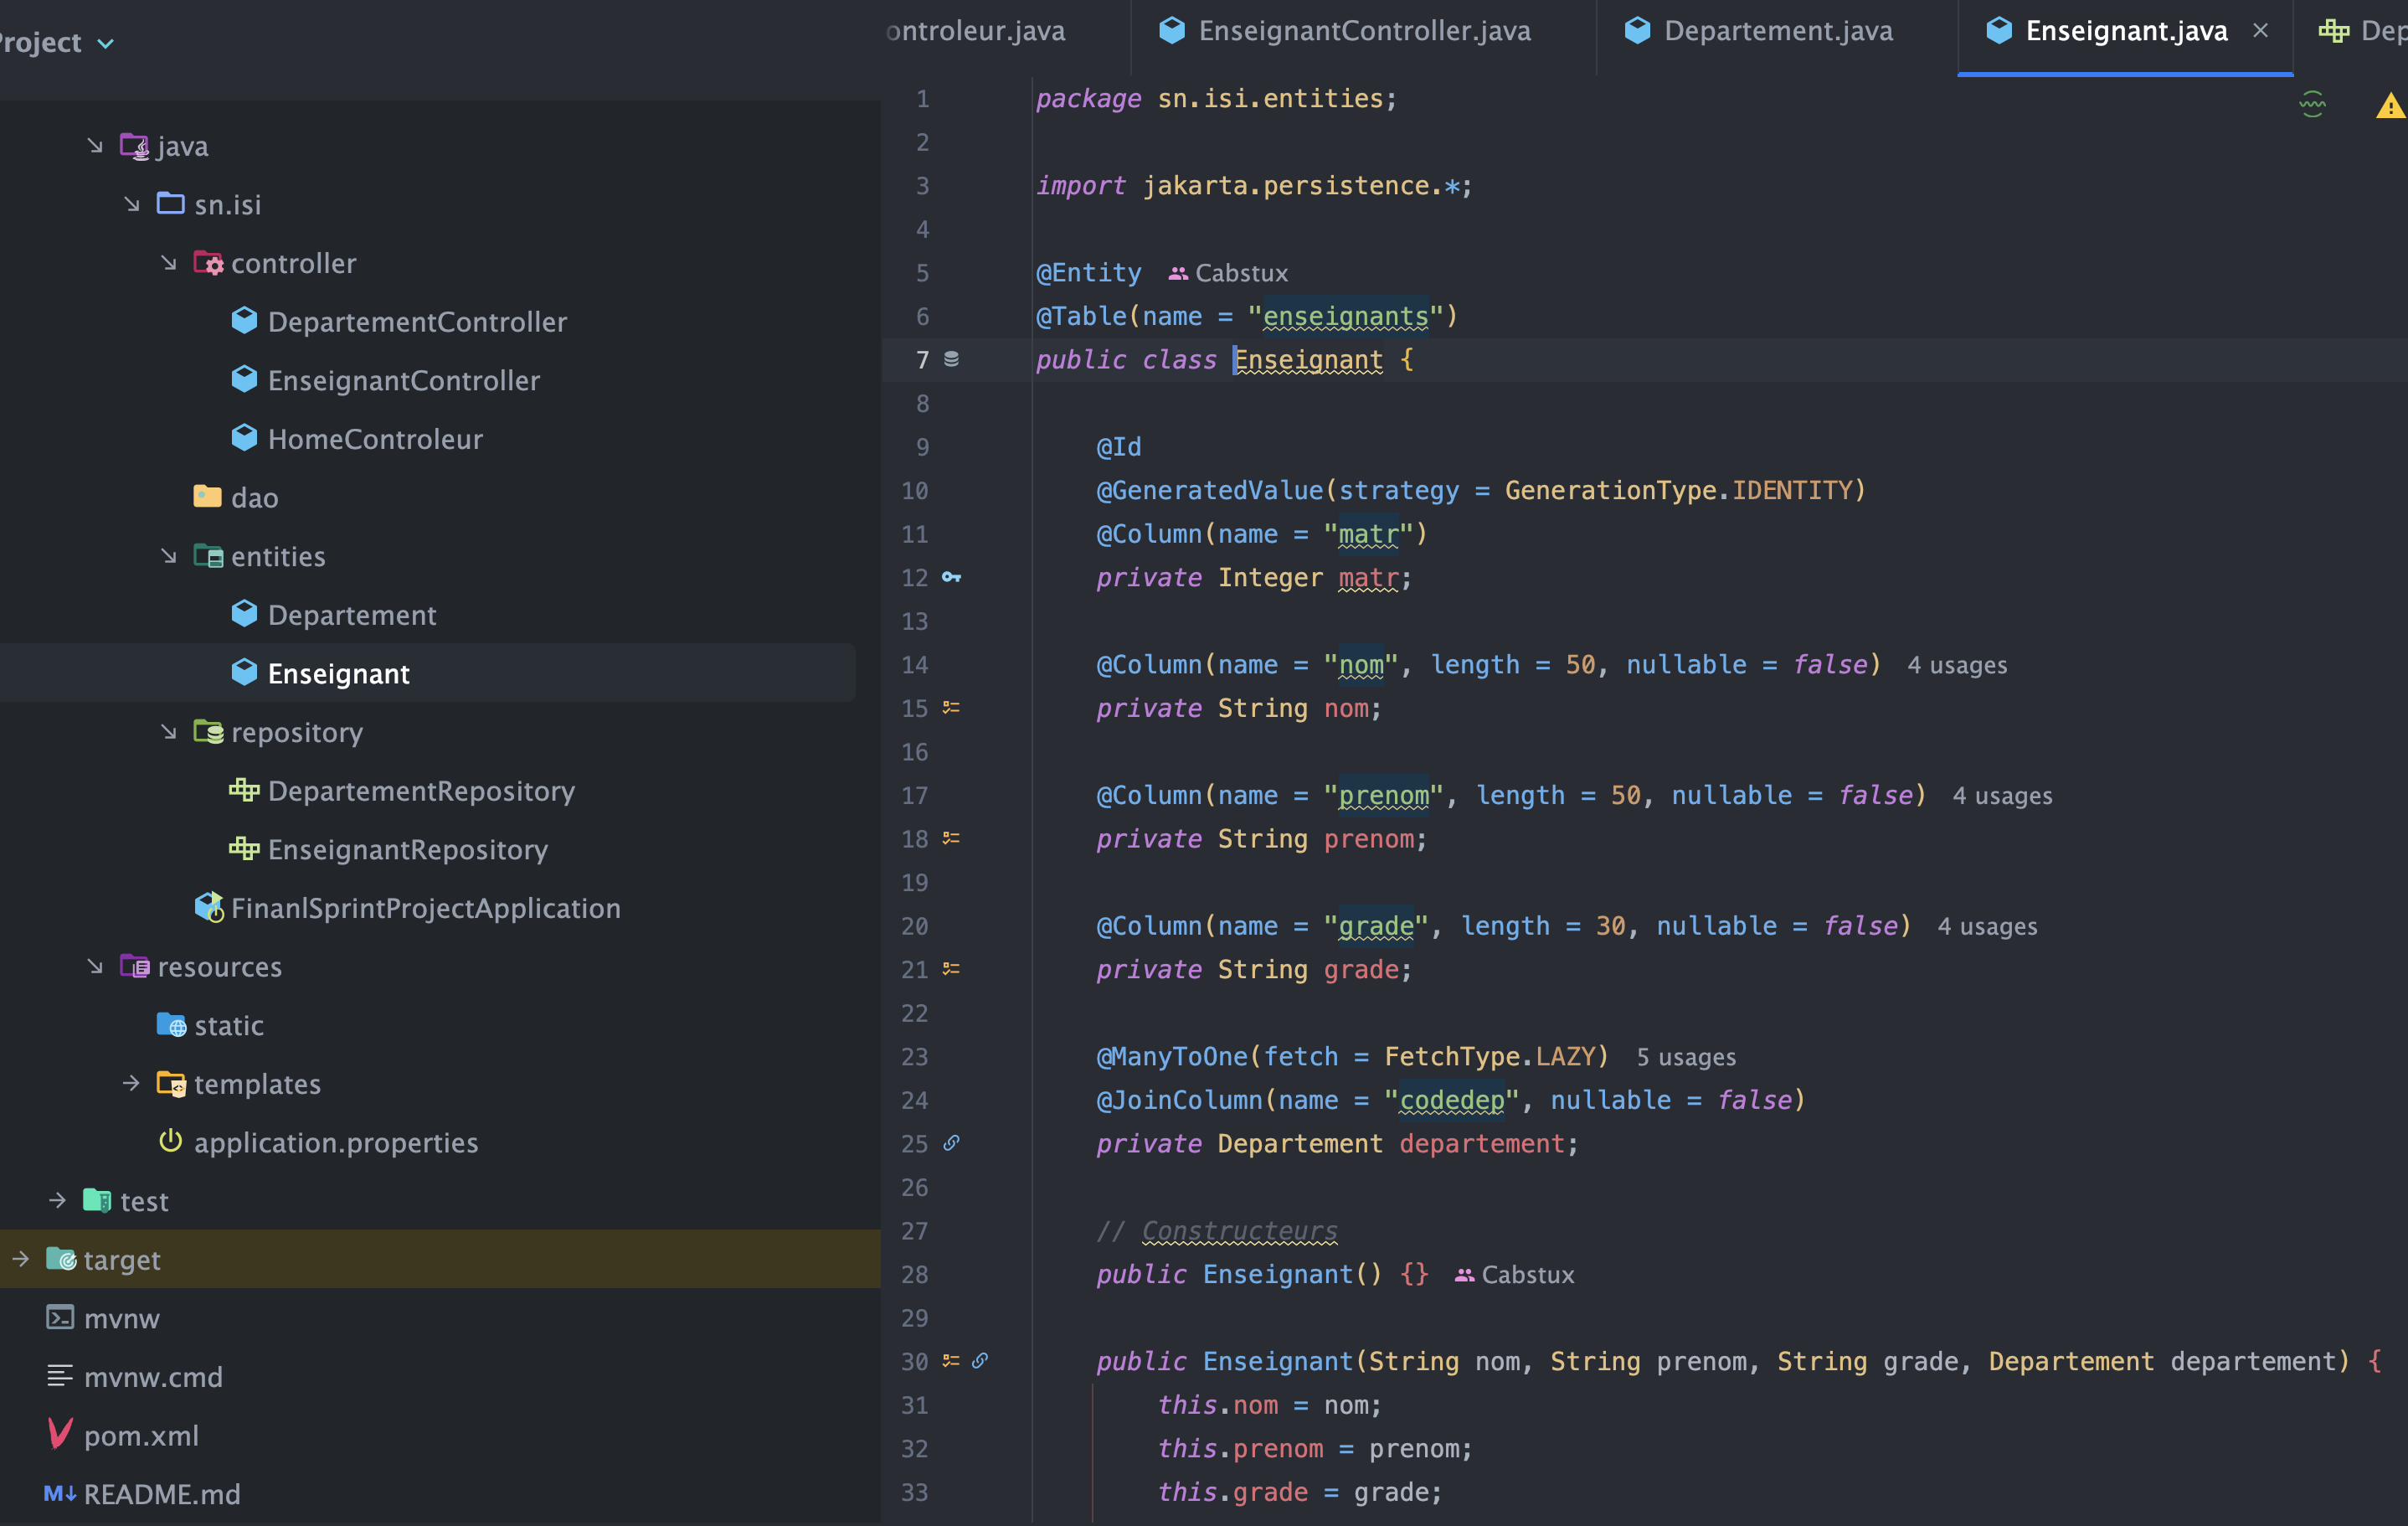 Project
java
sn.isi
controller
DepartementController
EnseignantController
HomeControleur
dao
entities
Departement
Enseignant
repository
DepartementRepository
EnseignantRepository
FinanlSprintProjectApplication
resources
static
templates
application.properties
test
target
mvnw
mvnw.cmd
pom.xml
M↓ README.md
ontroleur.java EnseignantController.java Departement.java Enseignant.java × Dep
1 package sn.isi.entities;
2
3 import jakarta.persistence.*;
4
5 @Entity Cabstux
6 @Table(name = "enseignants")
7 public class Enseignant {
8
9 @Id
10 @GeneratedValue(strategy = GenerationType.IDENTITY)
11 @Column(name = "matr")
12 private Integer matr;
13
14 @Column(name = "nom", length = 50, nullable = false) 4 usages
15 private String nom;
16
17 @Column(name = "prenom", length = 50, nullable = false) 4 usages
18 private String prenom;
19
20 @Column(name = "grade", length = 30, nullable = false) 4 usages
21 private String grade;
22
23 @ManyToOne(fetch = FetchType.LAZY) 5 usages
24 @JoinColumn(name = "codedep", nullable = false)
25 private Departement departement;
26
27 // Constructeurs
28 public Enseignant() {} Cabstux
29
30 public Enseignant(String nom, String prenom, String grade, Departement departement) {
31 this.nom = nom;
32 this.prenom = prenom;
33 this.grade = grade;